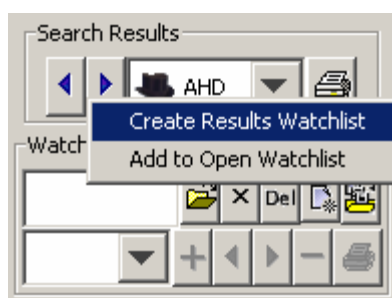 Search Results
AHD
Create Results Watchlist
Watch
Add to Open Watchlist
Del